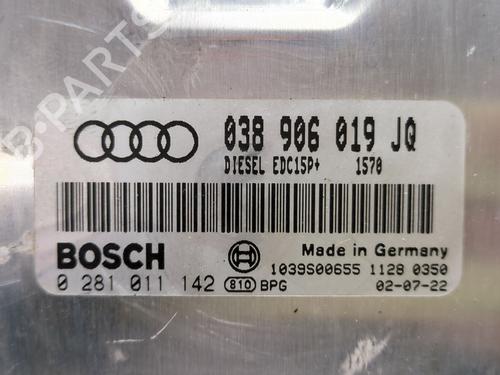 038 906 019 JQ
DIESEL EDC15P+ 1570
BOSCH
Made in Germany
1039S00655 1128 0350
0 281 011 142 810 BPG 02-07-22